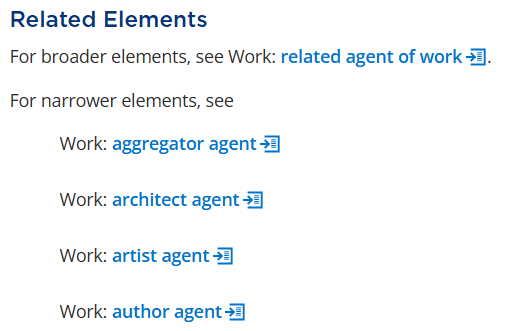 Related Elements
For broader elements, see Work: related agent of work.
For narrower elements, see
Work: aggregator agent
Work: architect agent
Work: artist agent
Work: author agent